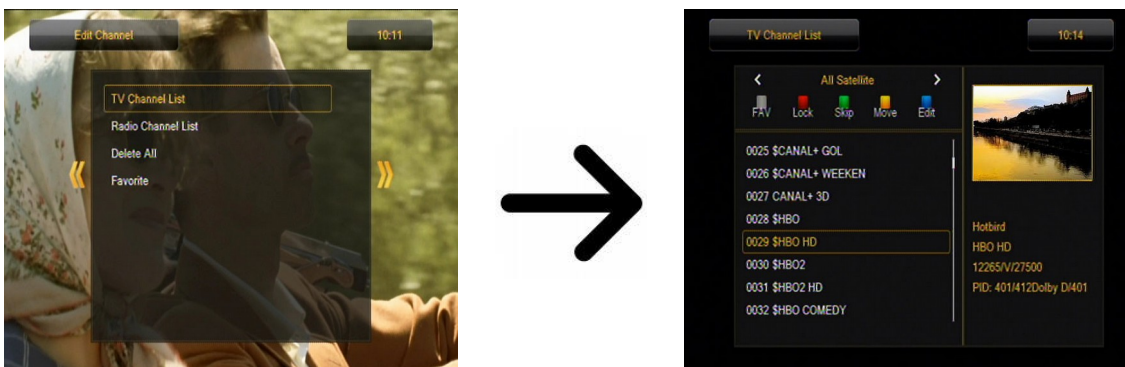 Edit Channel
10:11
TV Channel List
Radio Channel List
Delete All
Favorite
TV Channel List
10:14
All Satellite
FAV Lock Skip Move Edit
0025 $CANAL+ GOL
0026 $CANAL+ WEEKEN
0027 CANAL+ 3D
0028 $HBO
0029 $HBO HD
0030 $HBO2
0031 $HBO2 HD
0032 $HBO COMEDY
Hotbird
HBO HD
12265/V/27500
PID: 401/412Dolby D/401